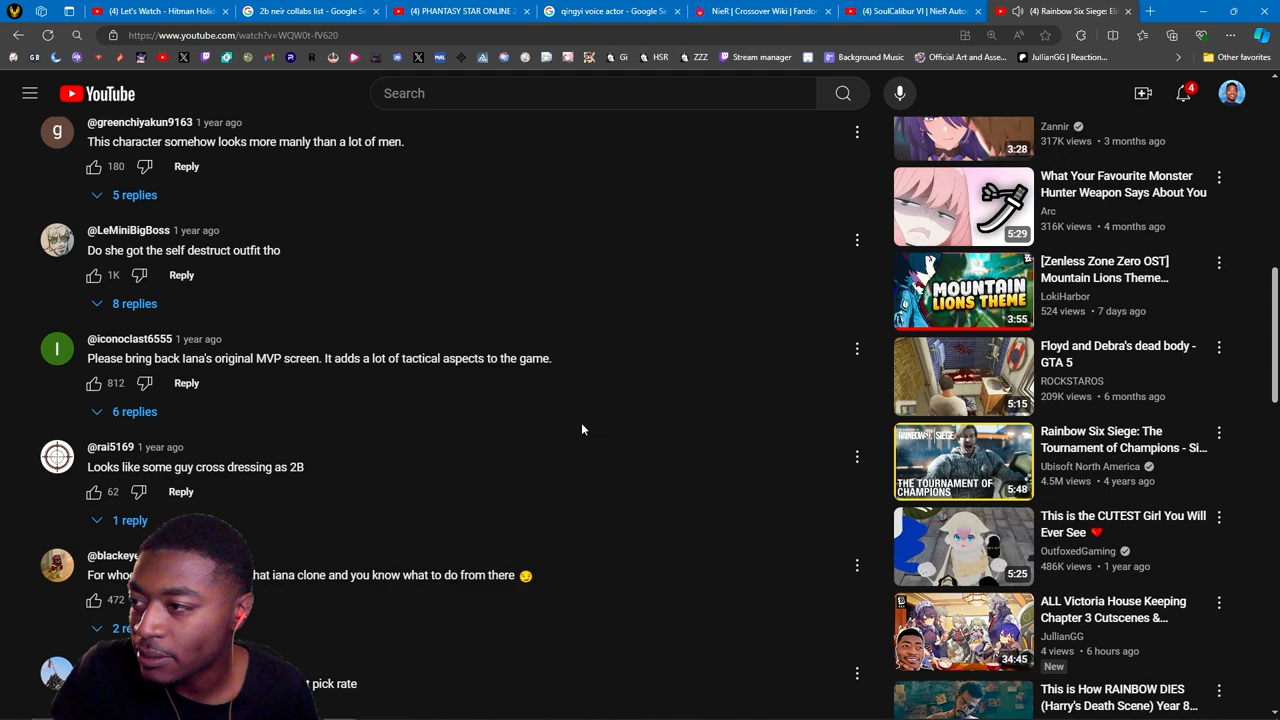 (4) Let's Watch - Hitman Holid
2b neir collabs list - Google Se
(4) PHANTASY STAR ONLINE 2
qingyi voice actor - Google Se
NieR | Crossover Wiki | Fando
(4) SoulCalibur VI | NieR Autor
(4) Rainbow Six Siege: Eli
https://www.youtube.com/watch?v=WQW0t-fV620
Gi
HSR
ZZZ
Stream manager
Background Music
Official Art and Asse...
JullianGG | Reaction...
Other favorites
YouTube
Search
4
@greenchiyakun9163 1 year ago
This character somehow looks more manly than a lot of men.
180 Reply
5 replies
@LeMiniBigBoss 1 year ago
Do she got the self destruct outfit tho
1K Reply
8 replies
@iconoclast6555 1 year ago
Please bring back Iana's original MVP screen. It adds a lot of tactical aspects to the game.
812 Reply
6 replies
@rai5169 1 year ago
Looks like some guy cross dressing as 2B
62 Reply
1 reply
@blackeye
For who
hat iana clone and you know what to do from there
472
2 re
pick rate
Zannir
317K views • 3 months ago
3:28
What Your Favourite Monster
Hunter Weapon Says About You
Arc
316K views • 4 months ago
5:29
[Zenless Zone Zero OST]
Mountain Lions Theme...
LokiHarbor
524 views • 7 days ago
MOUNTAIN
LIONS THEME
3:55
Floyd and Debra's dead body -
GTA 5
ROCKSTAROS
209K views • 6 months ago
5:15
Rainbow Six Siege: The
Tournament of Champions - Si...
Ubisoft North America
4.5M views • 4 years ago
RAINBOW SIX SIEGE
THE TOURNAMENT OF
CHAMPIONS
5:48
This is the CUTEST Girl You Will
Ever See
OutfoxedGaming
486K views • 1 year ago
5:25
ALL Victoria House Keeping
Chapter 3 Cutscenes &...
JullianGG
4 views • 6 hours ago
New
34:45
This is How RAINBOW DIES
(Harry's Death Scene) Year 8...